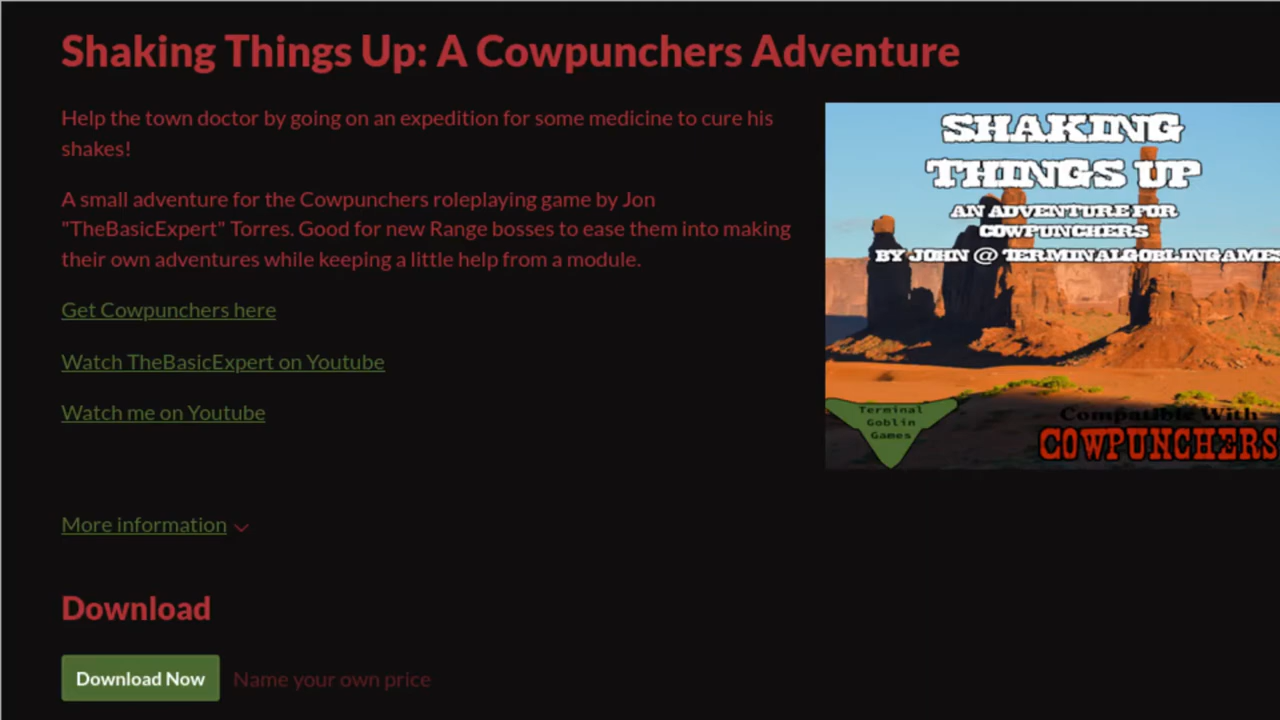 Shaking Things Up: A Cowpunchers Adventure
Help the town doctor by going on an expedition for some medicine to cure his
shakes!
A small adventure for the Cowpunchers roleplaying game by Jon
"TheBasicExpert" Torres. Good for new Range bosses to ease them into making
their own adventures while keeping a little help from a module.
Get Cowpunchers here
Watch TheBasicExpert on Youtube
Watch me on Youtube
SHAKING
THINGS UP
AN ADVENTURE FOR
COWPUNCHERS
BY JOHN @ TERMINALGOBLINGAMES
Terminal
Goblin
Games
Compatible With
COWPUNCHERS
More information
Download
Download Now
Name your own price